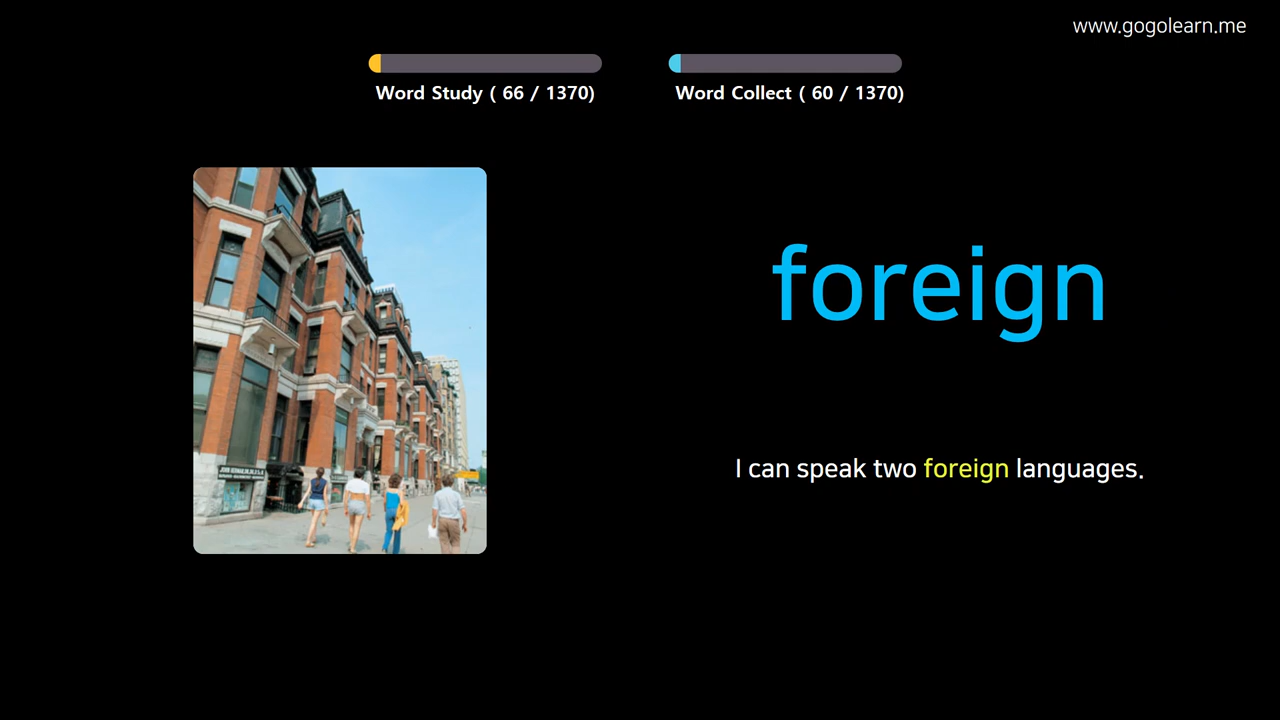 www.gogolearn.me
Word Study ( 66 / 1370)
Word Collect ( 60 / 1370)
foreign
I can speak two foreign languages.